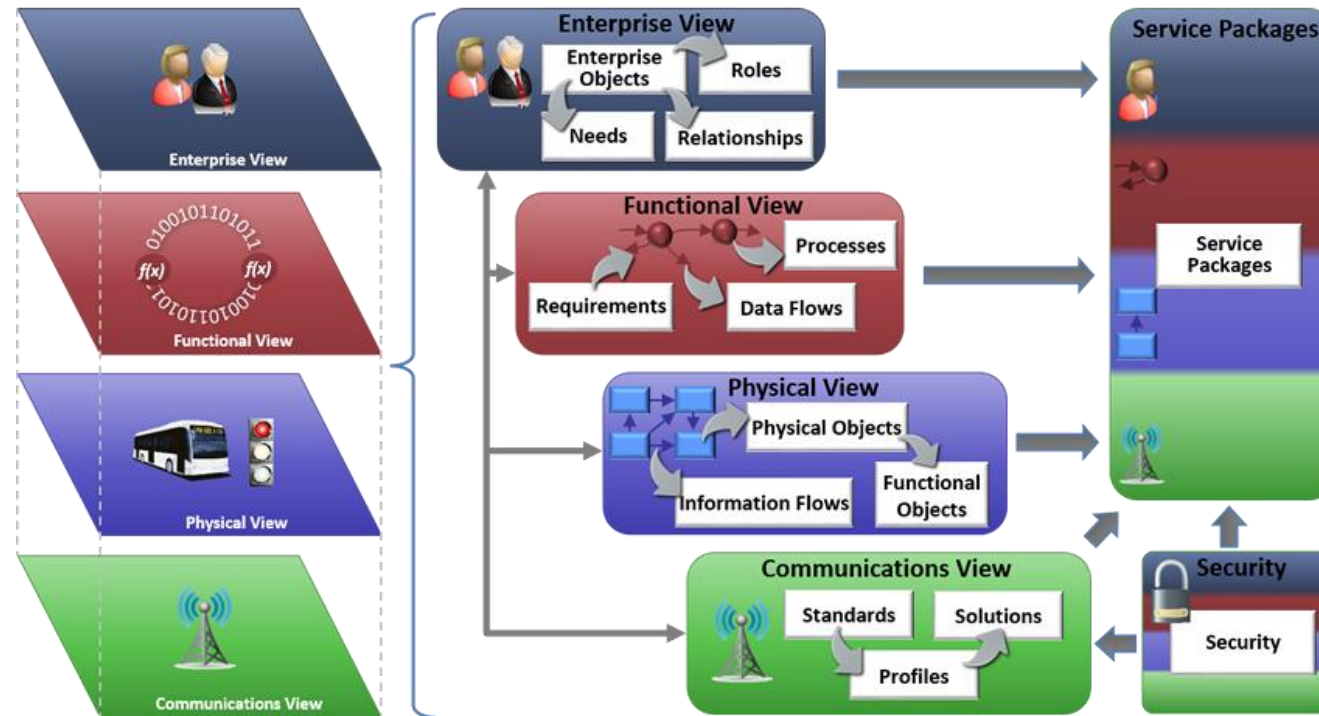 Enterprise View
0100101101011
f(x)
f(x)
Functional View
Physical View
Communications View
Enterprise View
Enterprise
Objects
Roles
Needs
Relationships
Functional View
Processes
Requirements
Data Flows
Physical View
Physical Objects
Information Flows
Functional
Objects
Communications View
Standards
Solutions
Profiles
Service Packages
Service
Packages
Security
Security